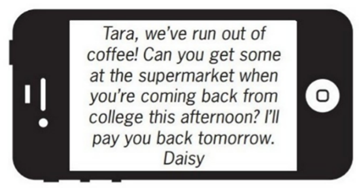 Tara, we've run out of
coffee! Can you get some
at the supermarket when
you're coming back from
college this afternoon? I'll
pay you back tomorrow.
Daisy